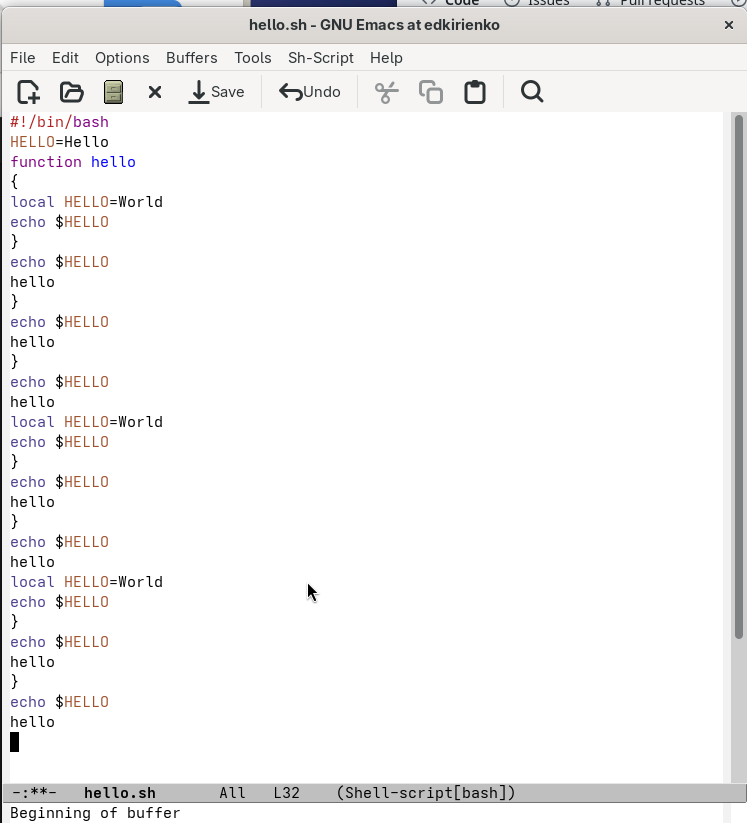 Code Issues Pull requests
hello.sh - GNU Emacs at edkirienko ×
File Edit Options Buffers Tools Sh-Script Help
Save Undo
#!/bin/bash
HELLO=Hello
function hello
{
local HELLO=World
echo $HELLO
}
echo $HELLO
hello
}
echo $HELLO
hello
}
echo $HELLO
hello
local HELLO=World
echo $HELLO
}
echo $HELLO
hello
}
echo $HELLO
hello
local HELLO=World
echo $HELLO
}
echo $HELLO
hello
}
echo $HELLO
hello
-:**- hello.sh All L32 (Shell-script[bash])
Beginning of buffer